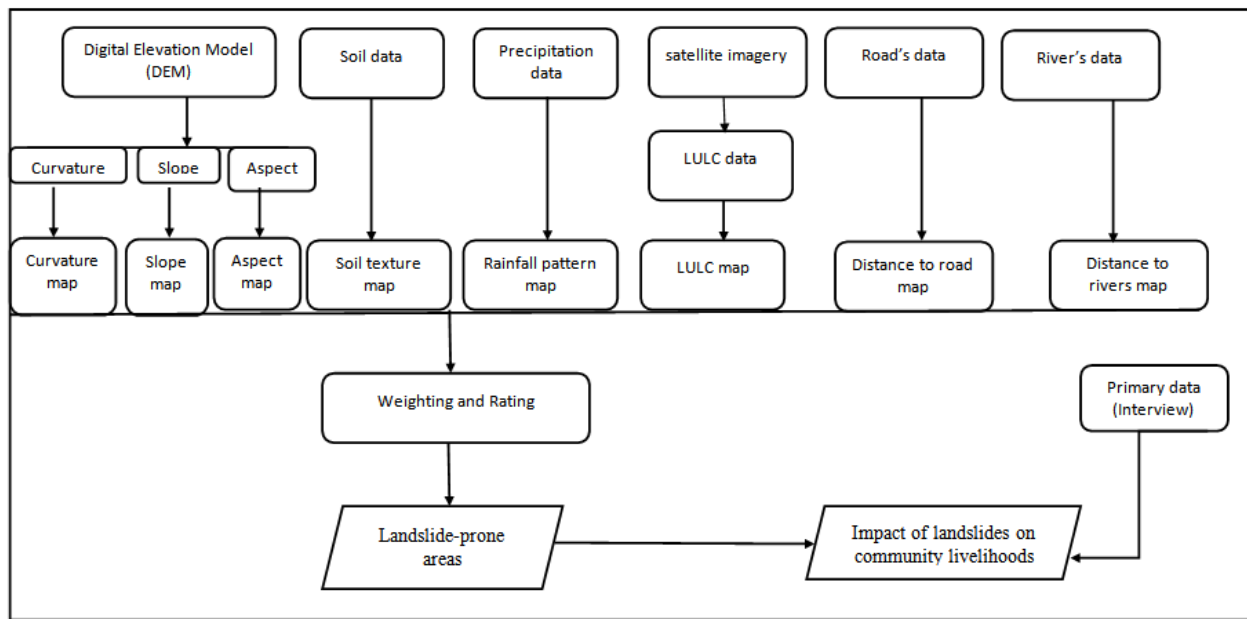 Digital Elevation Model
(DEM)
Soil data
Precipitation
data
satellite imagery
Road's data
River's data
LULC data
Curvature
Slope
Aspect
Curvature
map
Slope
map
Aspect
map
Soil texture
map
Rainfall pattern
map
LULC map
Distance to road
map
Distance to
rivers map
Weighting and Rating
Primary data
(Interview)
Landslide-prone
areas
Impact of landslides on
community livelihoods